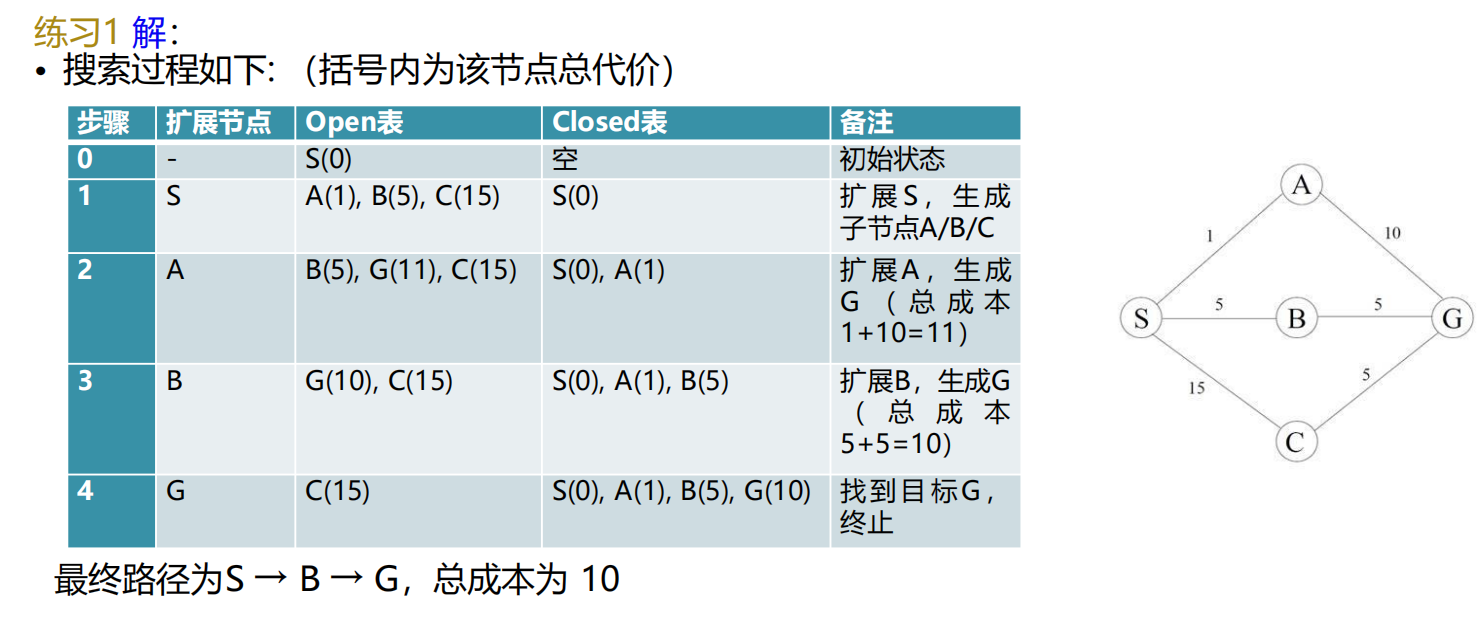 练习1 解：
• 搜索过程如下：（括号内为该节点总代价）
步骤 扩展节点 Open表 Closed表 备注
0 - S(0) 空 初始状态
1 S A(1), B(5), C(15) S(0) 扩展S，生成
子节点A/B/C
2 A B(5), G(11), C(15) S(0), A(1) 扩展A，生成
G（总成本
1+10=11）
3 B G(10), C(15) S(0), A(1), B(5) 扩展B，生成G
（总成本
5+5=10）
4 G C(15) S(0), A(1), B(5), G(10) 找到目标G，
终止
最终路径为S → B → G，总成本为 10
A
1 10
5 5
S B G
15 5
C